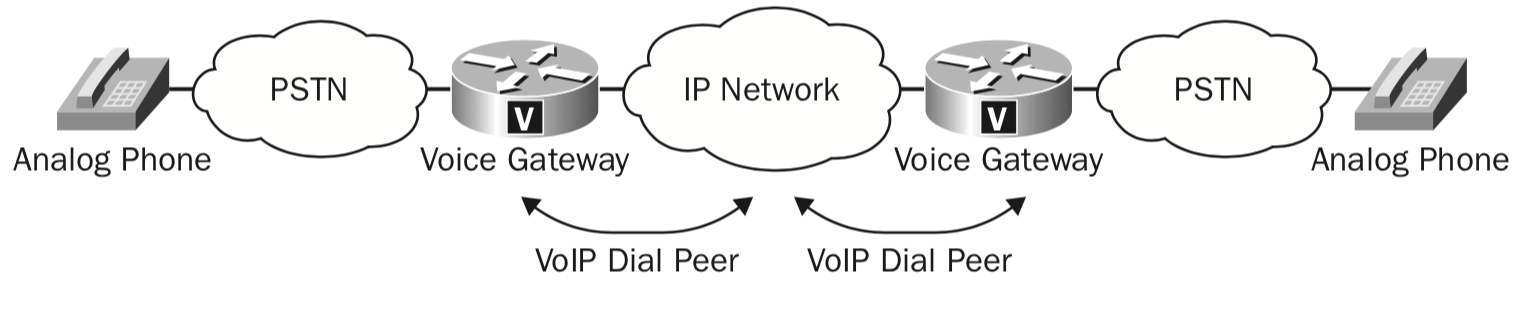 PSTN
IP Network
PSTN
V
V
Analog Phone
Voice Gateway
Voice Gateway
Analog Phone
VoIP Dial Peer
VoIP Dial Peer